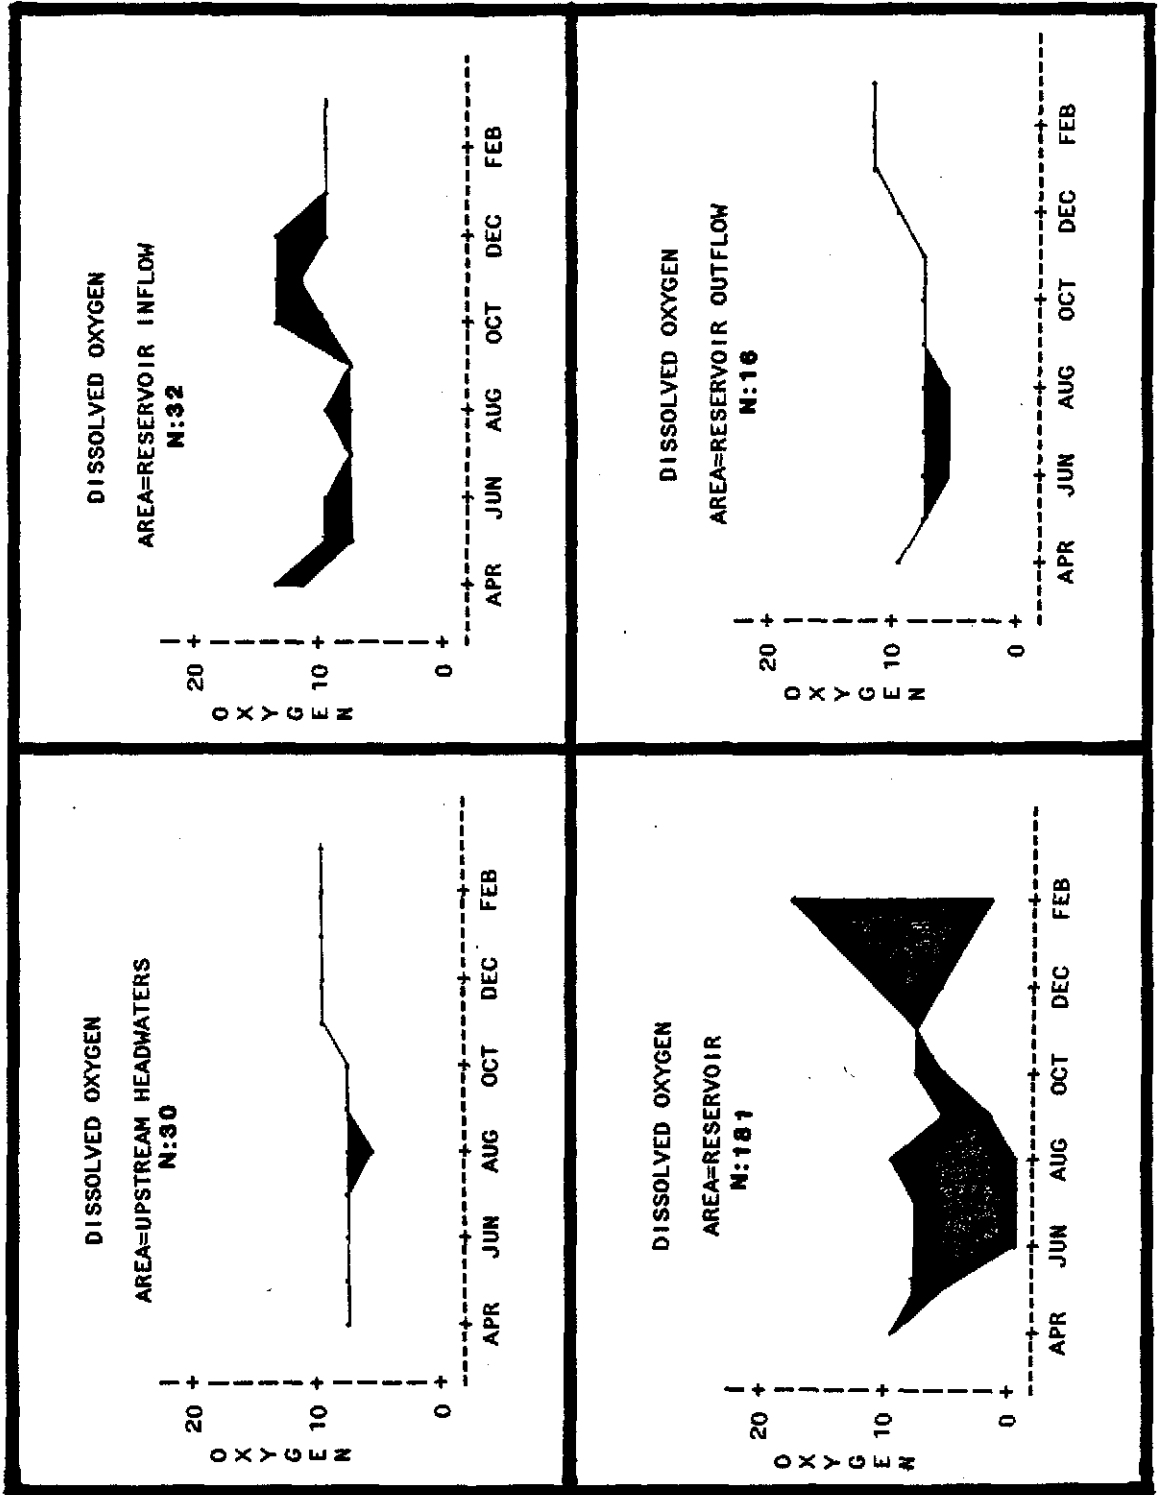 DISSOLVED OXYGEN
AREA=UPSTREAM HEADWATERS
N:30
20
10
0
OXYGEN
APR JUN AUG OCT DEC FEB
DISSOLVED OXYGEN
AREA=RESERVOIR INFLOW
N:32
20
10
0
OXYGEN
APR JUN AUG OCT DEC FEB
DISSOLVED OXYGEN
AREA=RESERVOIR
N:181
20
10
0
OXYGEN
APR JUN AUG OCT DEC FEB
DISSOLVED OXYGEN
AREA=RESERVOIR OUTFLOW
N:16
20
10
0
OXYGEN
APR JUN AUG OCT DEC FEB